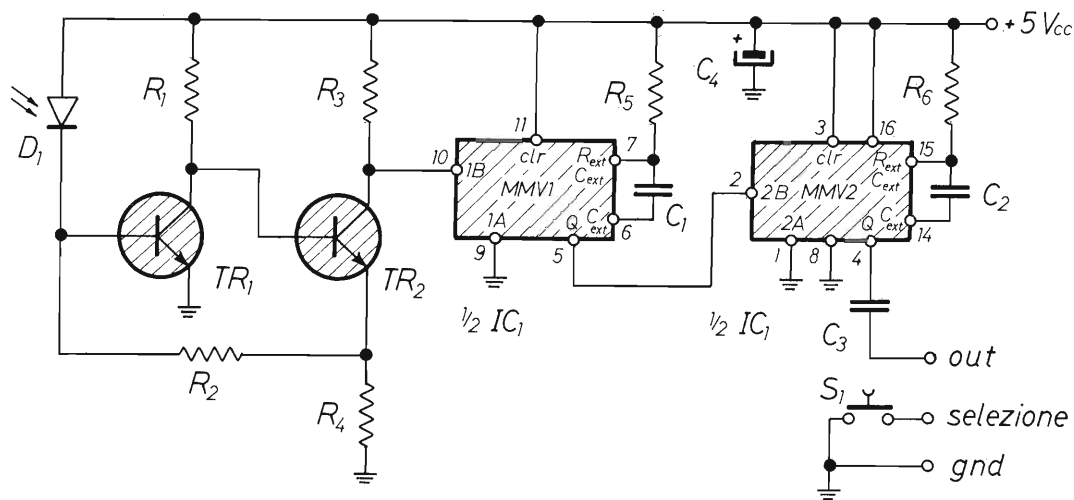 +5 Vcc
D1
R1
TR1
R2
R3
TR2
R4
10
11
clr
1B
MMV1
1A
Q
Rext
Cext
Cext
7
6
9
5
R5
C1
½ IC1
C4
+
2
3
16
clr
2B
MMV2
2A
Q
Rext
Cext
Cext
15
14
1
8
4
R6
C2
½ IC1
C3
out
S1
selezione
gnd